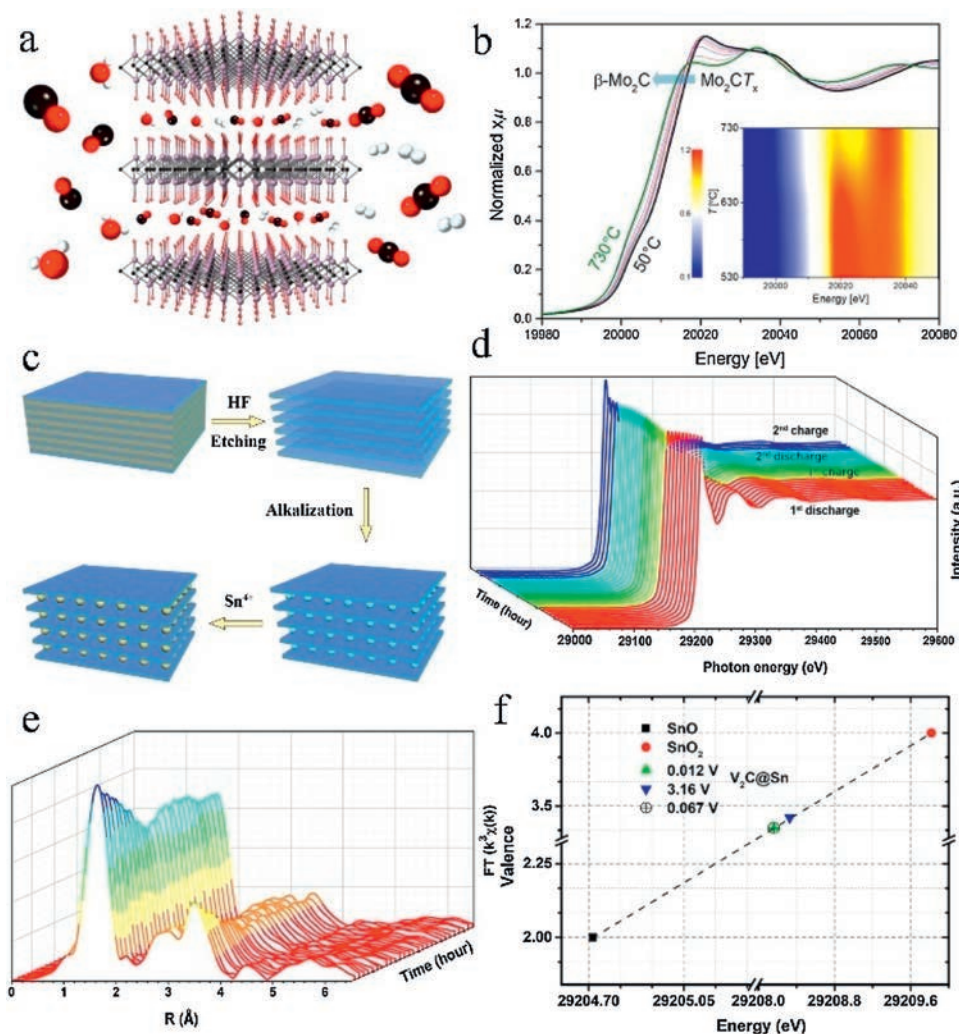 a
b
1.2
1.0
0.8
0.6
0.4
0.2
0.0
Normalized xμ
β-Mo₂C
Mo₂CTₓ
730°C
50°C
1.2
0.6
0.1
730
630
530
T [°C]
20000
20020
20040
Energy [eV]
19980
20000
20020
20040
20060
20080
Energy [eV]
c
HF
Etching
Alkalization
Sn⁴⁺
d
2nd charge
2nd discharge
1st charge
1st discharge
Intensity (a.u.)
Time (hour)
29000
29100
29200
29300
29400
29500
29600
Photon energy (eV)
e
FT (k³χ(k)
Time (hour)
0
1
2
3
4
5
6
R (Å)
f
SnO
SnO₂
0.012 V
V₂C@Sn
3.16 V
0.067 V
4.0
3.5
2.25
2.00
Valence
29204.70
29205.05
29208.0
29208.8
29209.6
Energy (eV)